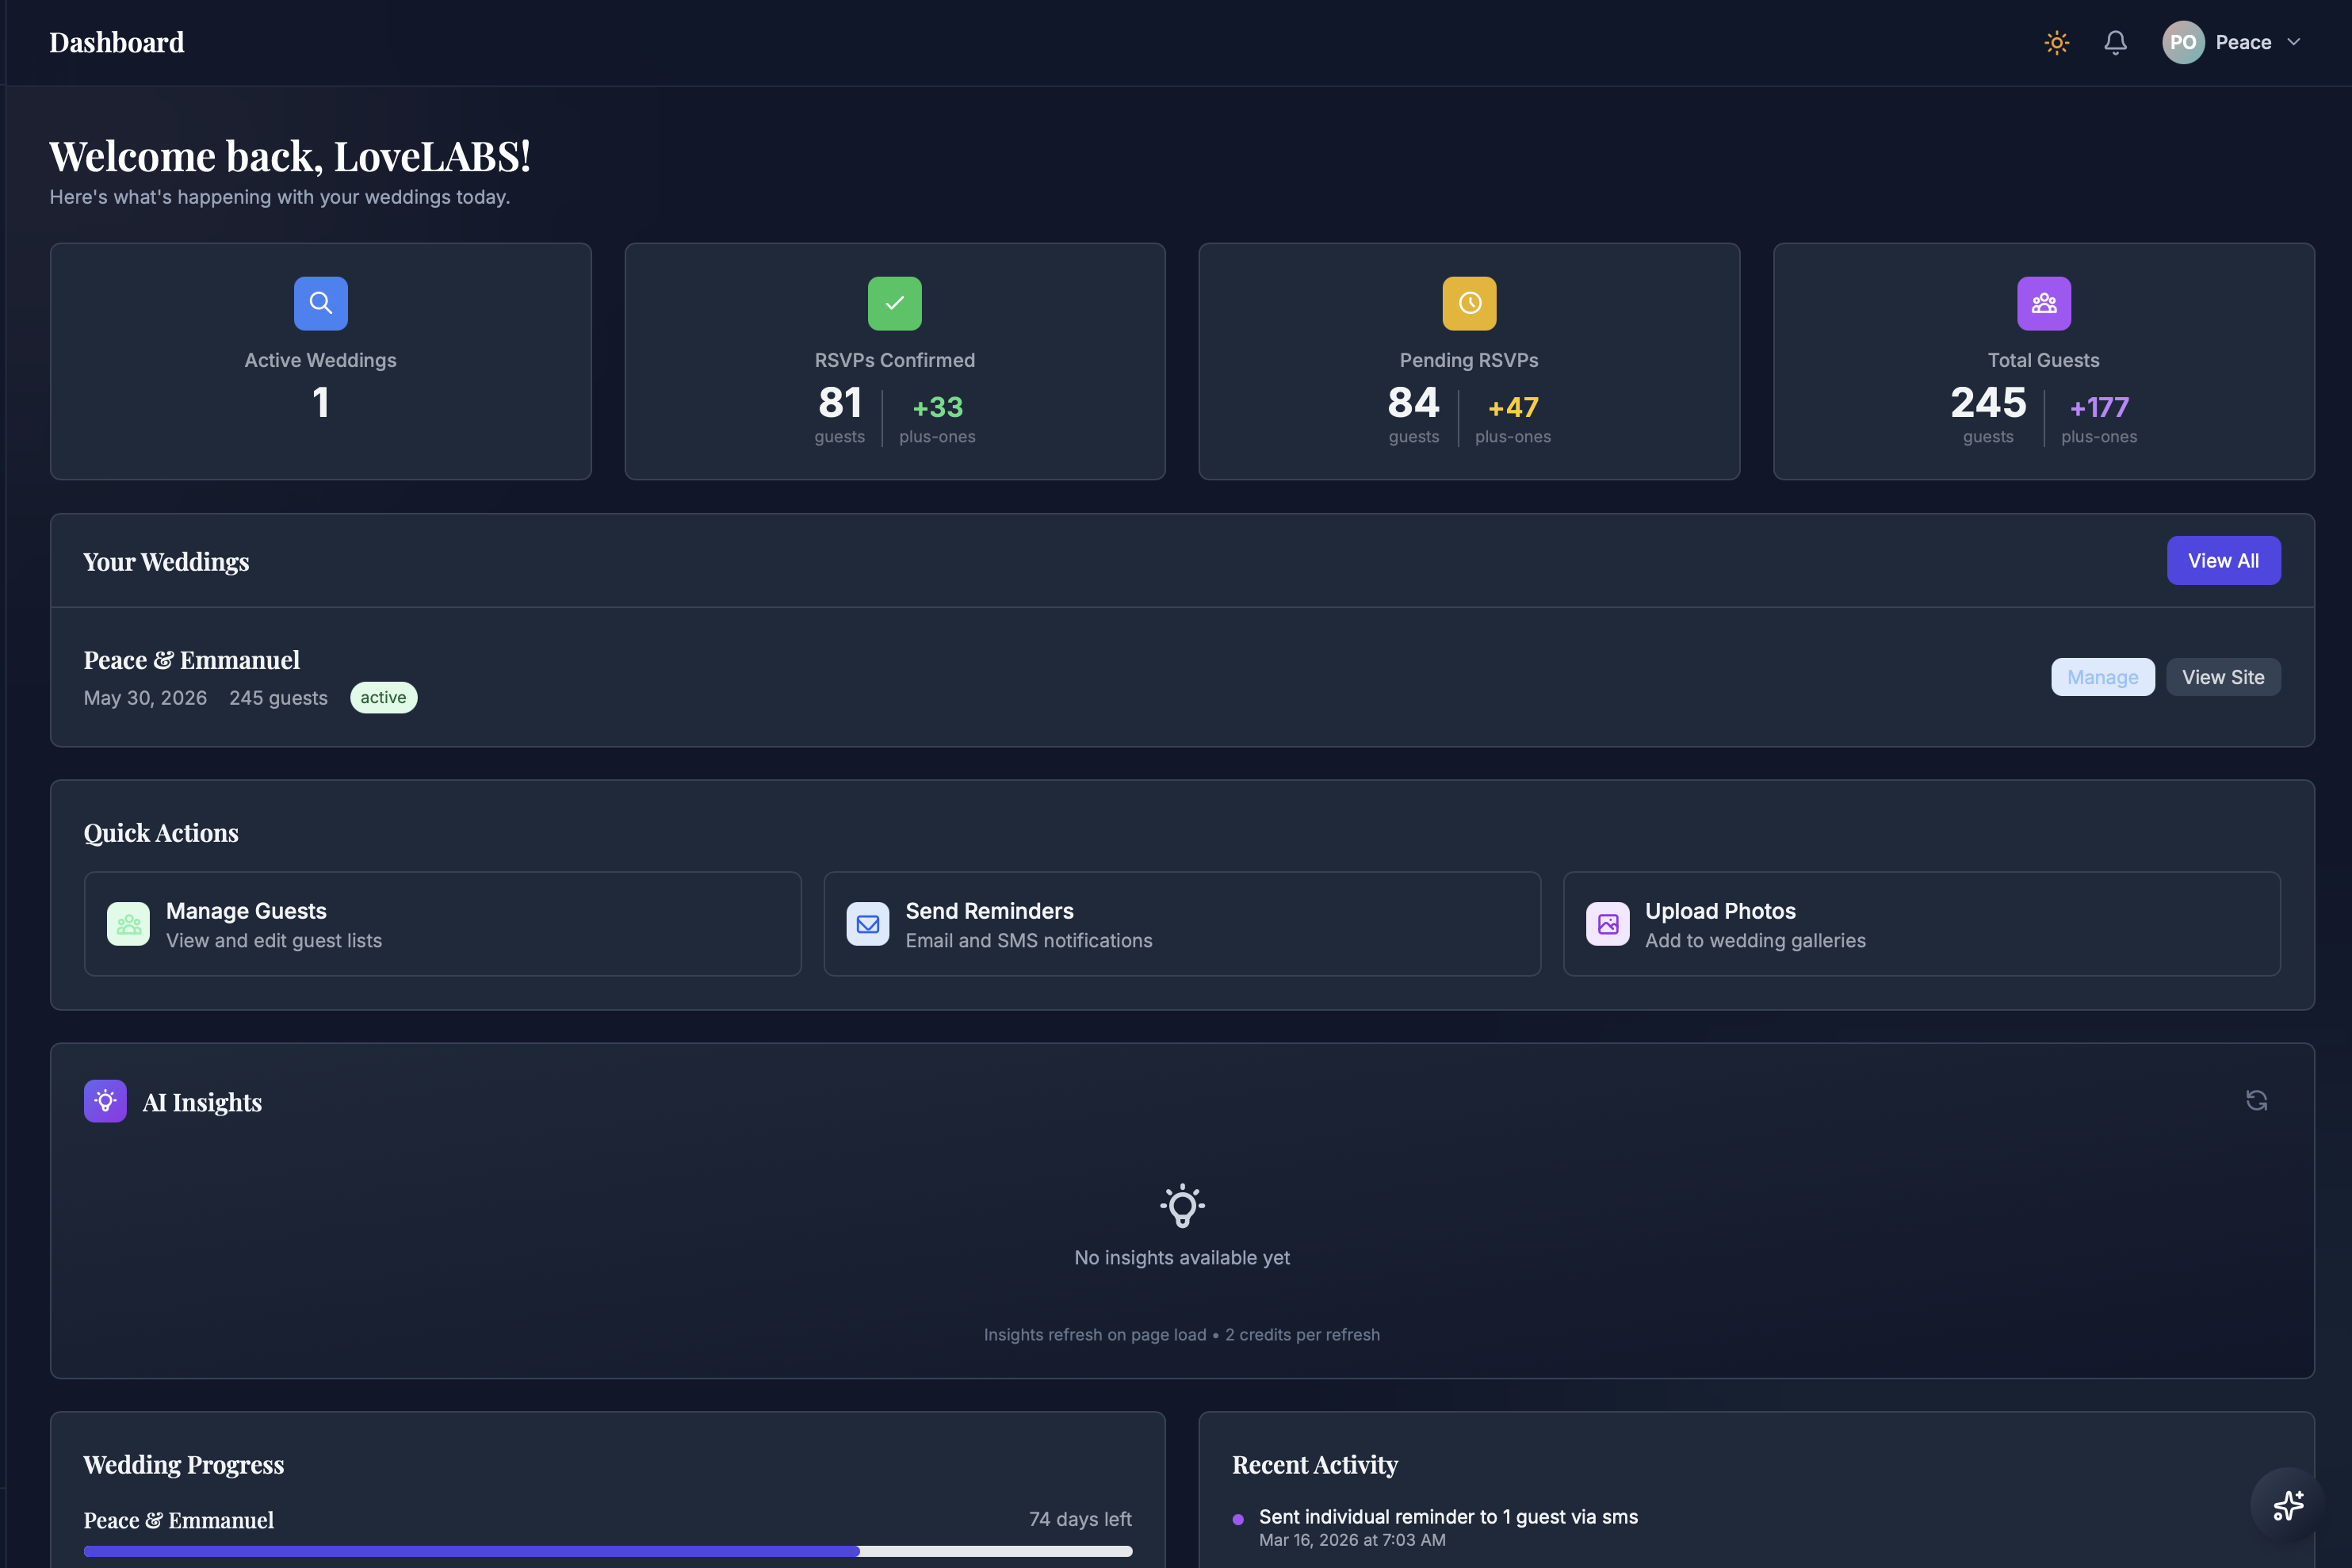 Dashboard
PO Peace
Welcome back, LoveLABS!
Here's what's happening with your weddings today.
Active Weddings
1
RSVPs Confirmed
81 +33
guests plus-ones
Pending RSVPs
84 +47
guests plus-ones
Total Guests
245 +177
guests plus-ones
Your Weddings
View All
Peace & Emmanuel
May 30, 2026 245 guests active
Manage View Site
Quick Actions
Manage Guests
View and edit guest lists
Send Reminders
Email and SMS notifications
Upload Photos
Add to wedding galleries
AI Insights
No insights available yet
Insights refresh on page load • 2 credits per refresh
Wedding Progress
Peace & Emmanuel 74 days left
Recent Activity
Sent individual reminder to 1 guest via sms
Mar 16, 2026 at 7:03 AM